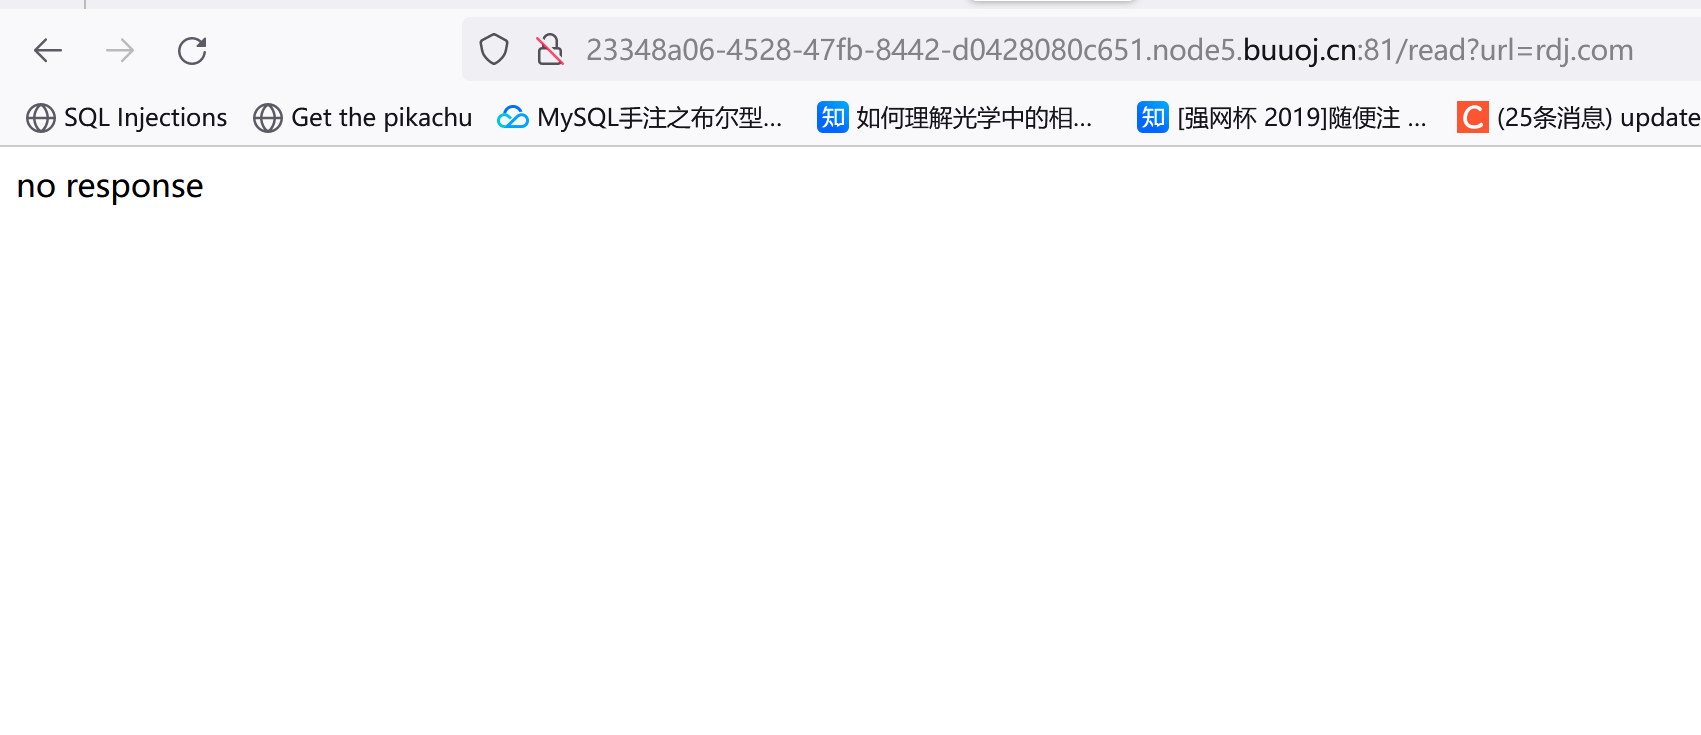 23348a06-4528-47fb-8442-d0428080c651.node5.buuoj.cn:81/read?url=rdj.com
SQL Injections Get the pikachu MySQL手注之布尔型... 知 如何理解光学中的相... 知 [强网杯 2019]随便注 ... C (25条消息) update
no response